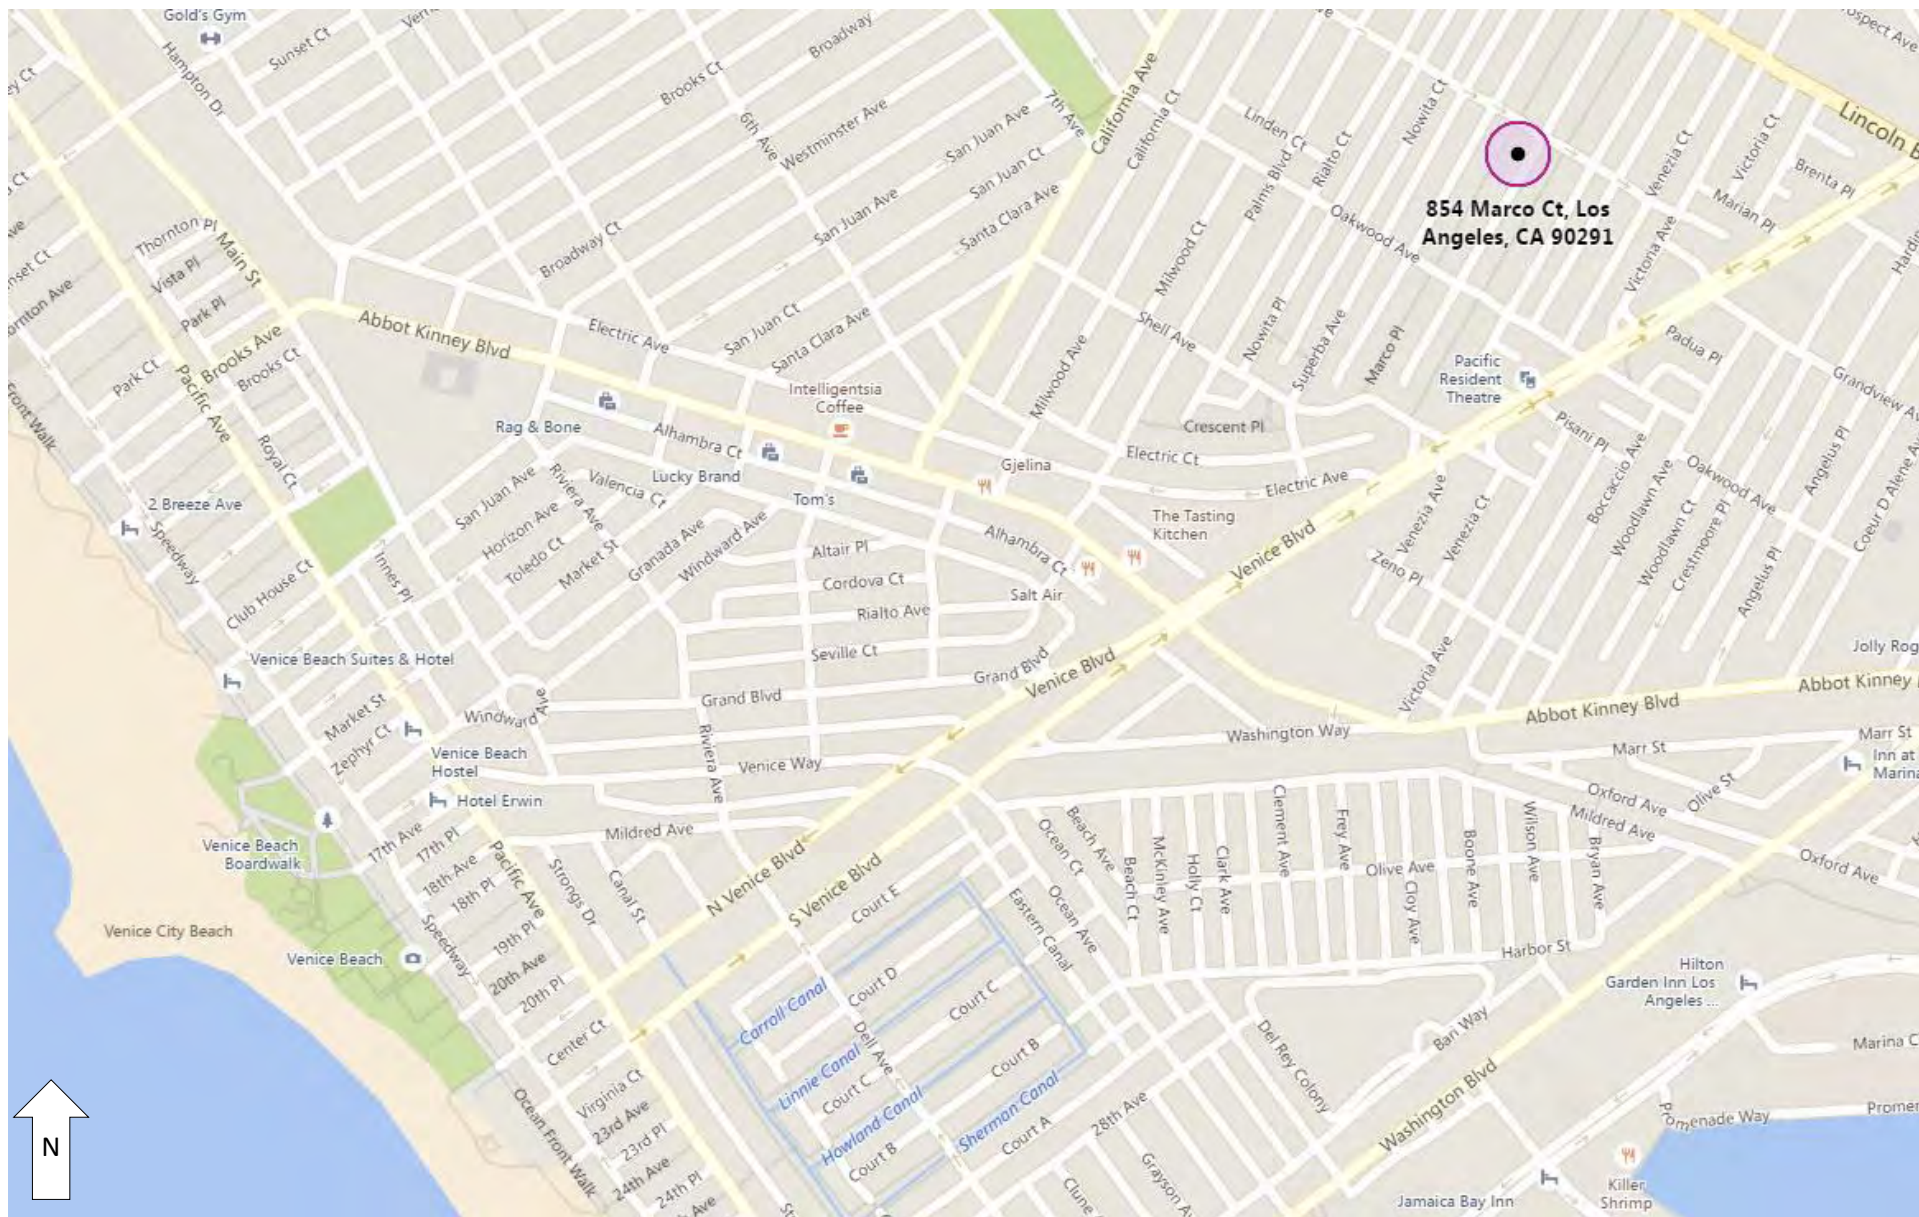 Gold's Gym
Sunset Ct
Hampton Dr
Broadway
Brooks Ct
6th Ave
Westminster Ave
San Juan Ave
San Juan Ct
Santa Clara Ave
7th Ave
California Ave
California Ct
Linden Ct
Palms Blvd Ct
Rialto Ct
Nowita Ct
Venezia Ct
Victoria Ct
Lincoln B
Brenta Pl
Marian Pl
854 Marco Ct, Los
Angeles, CA 90291
Oakwood Ave
Victoria Ave
Milwood Ct
Thornton Pl
Vista Pl
Park Pl
Main St
Broadway Ct
San Juan Ave
Abbot Kinney Blvd
Electric Ave
San Juan Ct
Santa Clara Ave
Shell Ave
Nowita Pl
Superba Ave
Marco Pl
Milwood Ave
Pacific
Resident
Theatre
Padua Pl
Grandview Av
Park Ct
Brooks Ave
Brooks Ct
Pacific Ave
Front Walk
Intelligentsia
Coffee
Rag & Bone
Alhambra Ct
Lucky Brand
Tom's
Gjelina
Crescent Pl
Electric Ct
Electric Ave
Pisani Pl
Boccaccio Ave
Woodlawn Ave
Woodlawn Ct
Crestmoore Pl
Oakwood Ave
Angelus Pl
Angelus Pl
Coeur D Alene Av
Royal Ct
2 Breeze Ave
Speedway
San Juan Ave
Riviera Ave
Valencia Ct
Horizon Ave
Toledo Ct
Market St
Granada Ave
Windward Ave
Altair Pl
Cordova Ct
Rialto Ave
Seville Ct
Alhambra Ct
Salt Air
The Tasting
Kitchen
Venice Blvd
Venezia Ave
Venezia Ct
Zeno Pl
Victoria Ave
Club House Ct
Innes Pl
Venice Beach Suites & Hotel
Market St
Zephyr Ct
Windward Ave
Grand Blvd
Grand Blvd
Venice Blvd
Jolly Rog
Abbot Kinney
Abbot Kinney Blvd
Washington Way
Marr St
Marr St
Inn at
Marina
Venice Beach
Hostel
Hotel Erwin
Riviera Ave
Venice Way
Mildred Ave
Oxford Ave
Olive St
Mildred Ave
Oxford Ave
Venice Beach
Boardwalk
17th Ave
17th Pl
18th Ave
18th Pl
19th Pl
20th Ave
20th Pl
Pacific Ave
Strongs Dr
Canal St
N Venice Blvd
S Venice Blvd
Court E
Beach Ave
Ocean Ct
Beach Ct
McKinley Ave
Holly Ct
Clark Ave
Clement Ave
Frey Ave
Olive Ave
Cloy Ave
Boone Ave
Wilson Ave
Bryan Ave
Venice City Beach
Venice Beach
Speedway
Ocean Ave
Eastern Canal
Harbor St
Hilton
Garden Inn Los
Angeles ...
Carroll Canal
Court D
Court C
Dell Ave
Linnie Canal
Court C
Court B
Howland Canal
Court B
Sherman Canal
Court A
28th Ave
Del Rey Colony
Bari Way
Washington Blvd
Marina C
Promenade Way
Promer
Center Ct
Virginia Ct
23rd Ave
23rd Pl
24th Ave
24th Pl
Ocean Front Walk
Clune
Grayson A
Jamaica Bay Inn
Killer
Shrimp
N